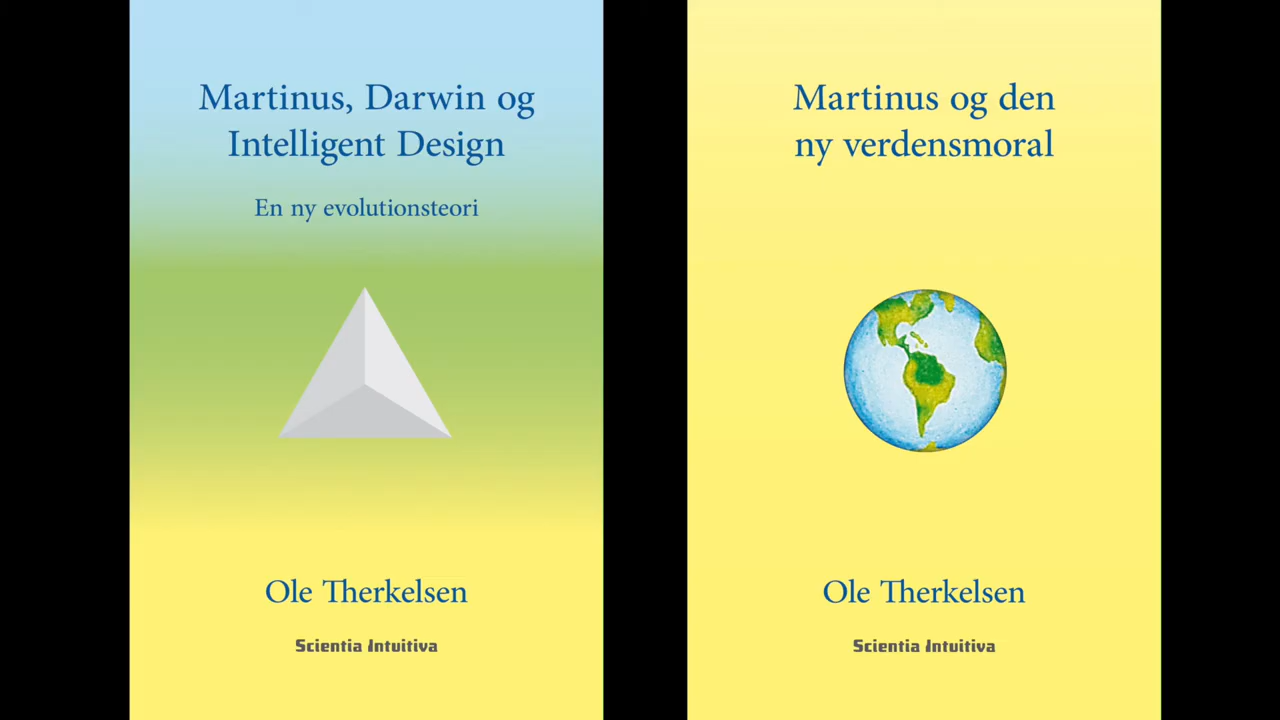 Martinus, Darwin og
Intelligent Design
En ny evolutionsteori
Ole Therkelsen
Scientia Intuitiva
Martinus og den
ny verdensmoral
Ole Therkelsen
Scientia Intuitiva